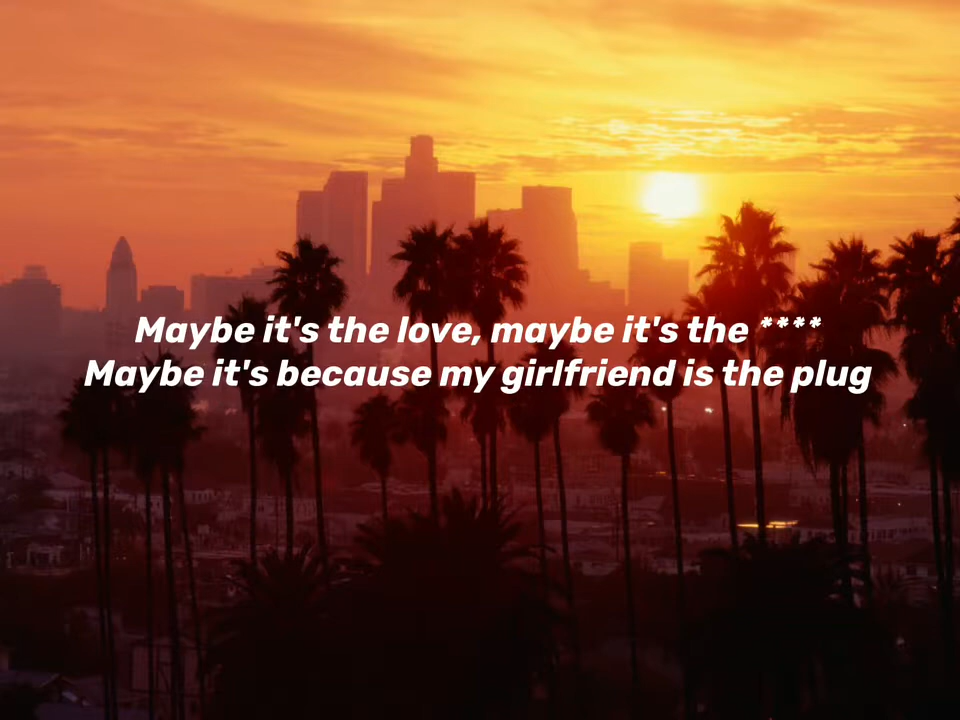 Maybe it's the love, maybe it's the ****
Maybe it's because my girlfriend is the plug